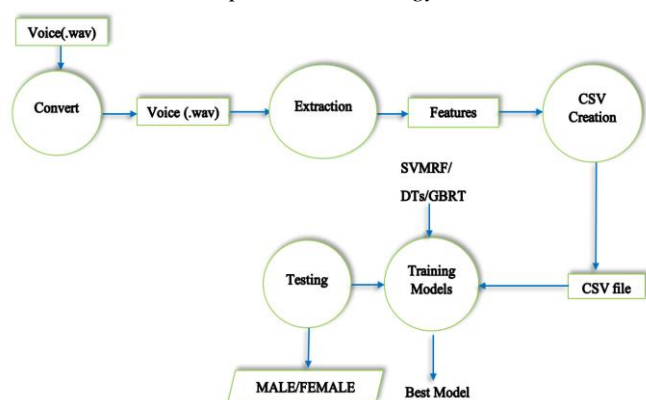 Voice(.wav)
Convert
Voice (.wav)
Extraction
Features
CSV
Creation
SVMRF/
DTs/GBRT
Testing
Training
Models
CSV file
MALE/FEMALE
Best Model